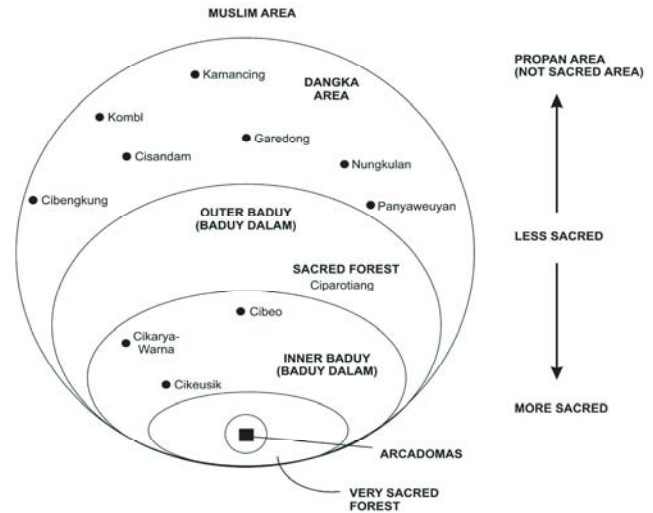 MUSLIM AREA
PROPAN AREA
(NOT SACRED AREA)
Kamancing
DANGKA
AREA
Kombl
Garedong
Cisandam
Nungkulan
Cibengkung
Panyaweuyan
OUTER BADUY
(BADUY DALAM)
LESS SACRED
SACRED FOREST
Ciparotiang
Cibeo
Cikarya-
Warna
INNER BADUY
(BADUY DALAM)
Cikeusik
MORE SACRED
ARCADOMAS
VERY SACRED
FOREST